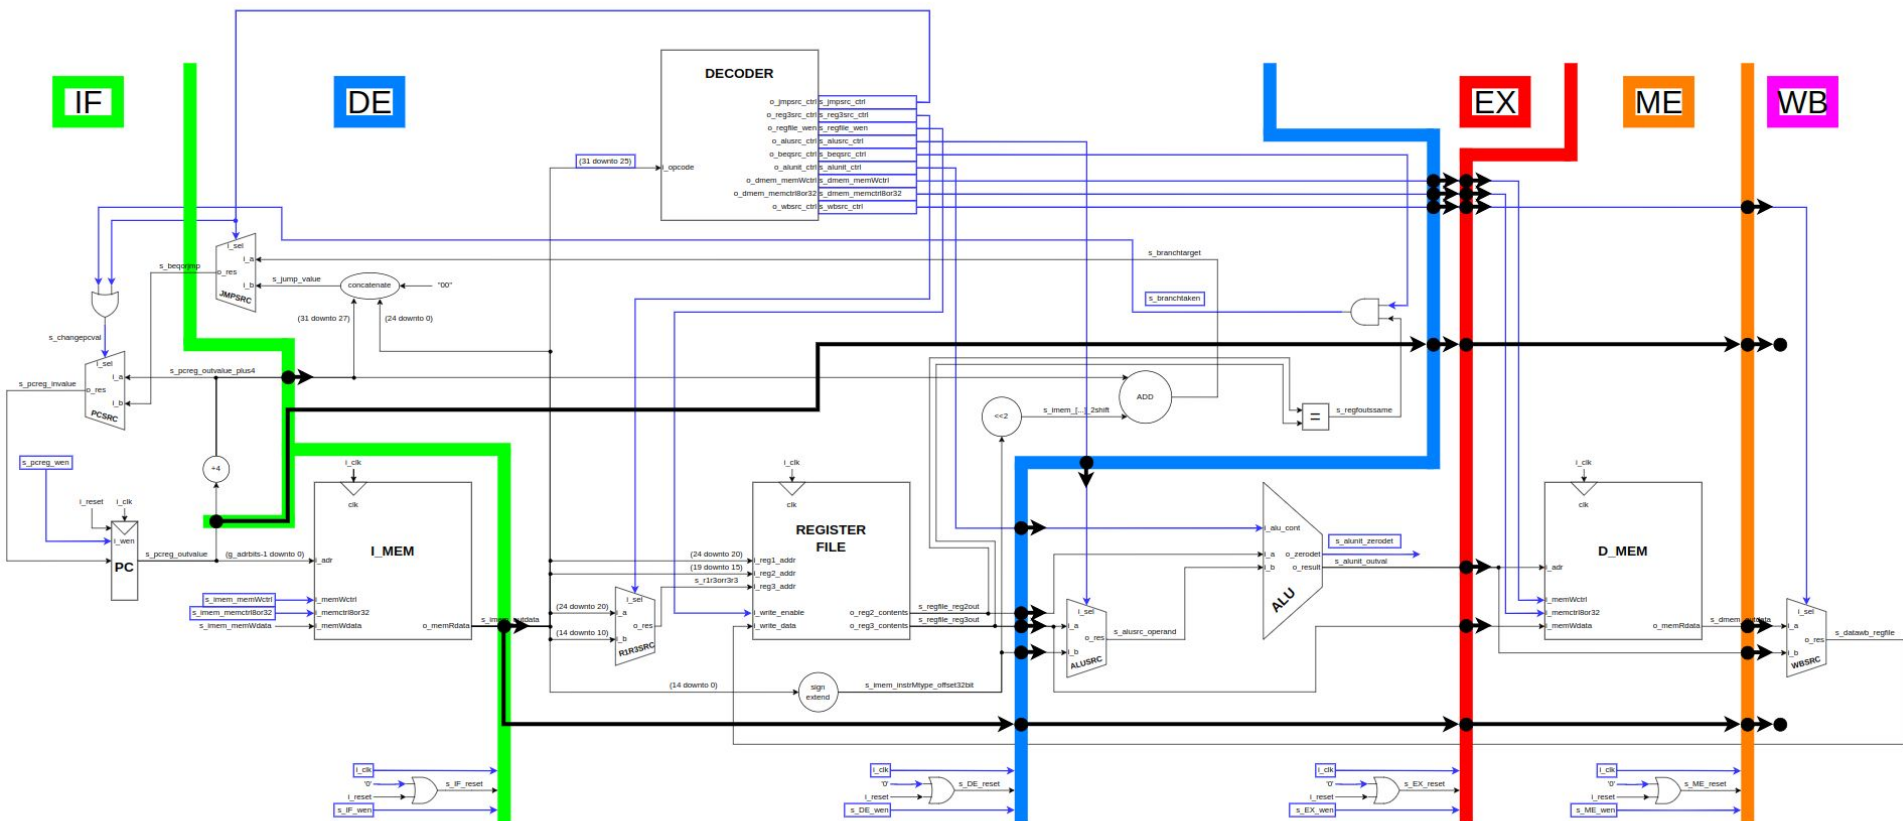 IF
DE
EX
ME
WB
DECODER
o_jmpsrc_ctrl
s_jmpsrc_ctrl
o_reg3src_ctrl
s_reg3src_ctrl
o_regfile_wen
s_regfile_wen
o_alusrc_ctrl
s_alusrc_ctrl
o_beqsrc_ctrl
s_beqsrc_ctrl
(31 downto 25)
i_opcode
o_alunit_ctrl
s_alunit_ctrl
o_dmem_memWctrl
s_dmem_memWctrl
o_dmem_memctrl8or32
s_dmem_memctrl8or32
o_wbsrc_ctrl
s_wbsrc_ctrl
i_sel
i_a
s_branchtarget
s_beqorjmp
o_res
i_b
s_jump_value
concatenate
"00"
JMPSRC
s_branchtaken
(31 downto 27)
(24 downto 0)
s_changepcval
i_sel
s_pcreg_outvalue_plus4
i_a
s_pcreg_invalue
o_res
i_b
PCSRC
ADD
<<2
s_imem_[...]_2shift
=
s_regfoutssame
s_pcreg_wen
+4
i_reset
i_clk
i_wen
PC
s_pcreg_outvalue
(g_adrbits-1 downto 0)
i_clk
clk
I_MEM
i_adr
s_imem_memWctrl
i_memWctrl
s_imem_memctrl8or32
i_memctrl8or32
s_imem_memWdata
i_memWdata
o_memRdata
(24 downto 20)
(19 downto 15)
s_r1r3orr3r3
(24 downto 20)
(14 downto 10)
i_sel
i_a
o_res
i_b
R1R3SRC
i_clk
clk
REGISTER
FILE
i_reg1_addr
i_reg2_addr
i_reg3_addr
i_write_enable
i_write_data
o_reg2_contents
o_reg3_contents
s_regfile_reg2out
s_regfile_reg3out
(14 downto 0)
sign
extend
s_imem_instrMtype_offset32bit
i_sel
i_a
o_res
i_b
ALUSRC
s_alusrc_operand
i_alu_cont
i_a
i_b
o_zerodet
o_result
ALU
s_alunit_zerodet
s_alunit_outval
i_clk
clk
D_MEM
i_adr
i_memWctrl
i_memctrl8or32
i_memWdata
o_memRdata
i_sel
i_a
o_res
i_b
WBSRC
s_datawb_regfile
i_clk
'0'
i_reset
s_IF_reset
s_IF_wen
i_clk
'0'
i_reset
s_DE_reset
s_DE_wen
i_clk
'0'
i_reset
s_EX_reset
s_EX_wen
i_clk
'0'
i_reset
s_ME_reset
s_ME_wen